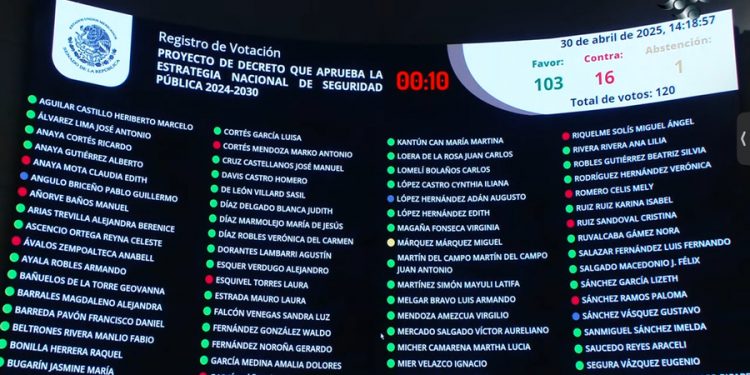 ESTADOS UNIDOS MEXICANOS
SENADO DE LA REPÚBLICA
Registro de Votación
PROYECTO DE DECRETO QUE APRUEBA LA
ESTRATEGIA NACIONAL DE SEGURIDAD
PÚBLICA 2024-2030
00:10
30 de abril de 2025, 14:18:57
Favor: Contra: Abstención:
103 16 1
Total de votos: 120
AGUILAR CASTILLO HERIBERTO MARCELO
ÁLVAREZ LIMA JOSÉ ANTONIO
ANAYA CORTÉS RICARDO
ANAYA GUTIÉRREZ ALBERTO
ANAYA MOTA CLAUDIA EDITH
ANGULO BRICEÑO PABLO GUILLERMO
AÑORVE BAÑOS MANUEL
ARIAS TREVILLA ALEJANDRA BERENICE
ASCENCIO ORTEGA REYNA CELESTE
ÁVALOS ZEMPOALTECA ANABELL
AYALA ROBLES ARMANDO
BAÑUELOS DE LA TORRE GEOVANNA
BARRALES MAGDALENO ALEJANDRA
BARREDA PAVÓN FRANCISCO DANIEL
BELTRONES RIVERA MANLIO FABIO
BONILLA HERRERA RAQUEL
BUGARÍN JASMINE MARÍA
CORTÉS GARCÍA LUISA
CORTÉS MENDOZA MARKO ANTONIO
CRUZ CASTELLANOS JOSÉ MANUEL
DAVIS CASTRO HOMERO
DE LEÓN VILLARD SASIL
DÍAZ DELGADO BLANCA JUDITH
DÍAZ MARMOLEJO MARÍA DE JESÚS
DÍAZ ROBLES VERÓNICA DEL CARMEN
DORANTES LAMBARRI AGUSTÍN
ESQUER VERDUGO ALEJANDRO
ESQUIVEL TORRES LAURA
ESTRADA MAURO LAURA
FALCÓN VENEGAS SANDRA LUZ
FERNÁNDEZ GONZÁLEZ WALDO
FERNÁNDEZ NOROÑA GERARDO
GARCÍA MEDINA AMALIA DOLORES
KANTÚN CAN MARÍA MARTINA
LOERA DE LA ROSA JUAN CARLOS
LOMELÍ BOLAÑOS CARLOS
LÓPEZ CASTRO CYNTHIA ILIANA
LÓPEZ HERNÁNDEZ ADÁN AUGUSTO
LÓPEZ HERNÁNDEZ EDITH
MAGAÑA FONSECA VIRGINIA
MÁRQUEZ MÁRQUEZ MIGUEL
MARTÍN DEL CAMPO MARTÍN DEL CAMPO
JUAN ANTONIO
MARTÍNEZ SIMÓN MAYULI LATIFA
MELGAR BRAVO LUIS ARMANDO
MENDOZA AMEZCUA VIRGILIO
MERCADO SALGADO VÍCTOR AURELIANO
MICHER CAMARENA MARTHA LUCIA
MIER VELAZCO IGNACIO
RIQUELME SOLÍS MIGUEL ÁNGEL
RIVERA RIVERA ANA LILIA
ROBLES GUTIÉRREZ BEATRIZ SILVIA
RODRÍGUEZ HERNÁNDEZ VERÓNICA
ROMERO CELIS MELY
RUIZ RUIZ KARINA ISABEL
RUIZ SANDOVAL CRISTINA
RUVALCABA GÁMEZ NORA
SALAZAR FERNÁNDEZ LUIS FERNANDO
SALGADO MACEDONIO J. FÉLIX
SÁNCHEZ GARCÍA LIZETH
SÁNCHEZ RAMOS PALOMA
SÁNCHEZ VÁSQUEZ GUSTAVO
SANMIGUEL SÁNCHEZ IMELDA
SAUCEDO REYES ARACELI
SEGURA VÁZQUEZ EUGENIO